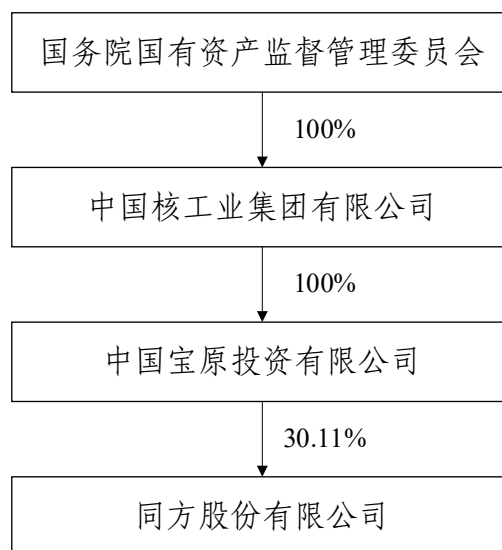 国务院国有资产监督管理委员会
100%
中国核工业集团有限公司
100%
中国宝原投资有限公司
30.11%
同方股份有限公司